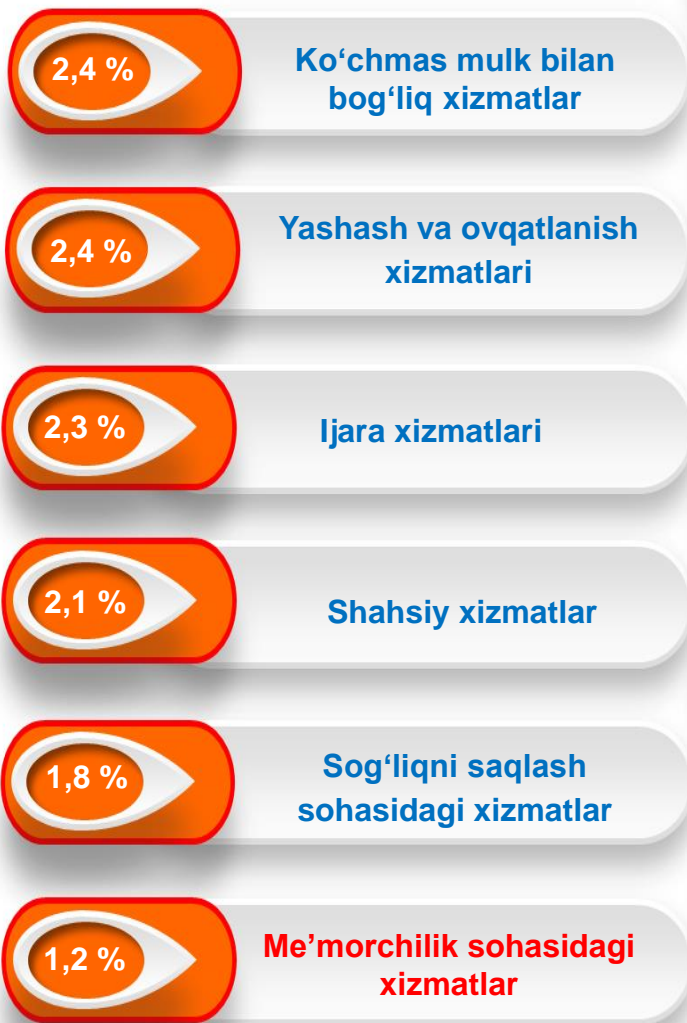 2,4 %
Ko‘chmas mulk bilan
bog‘liq xizmatlar
2,4 %
Yashash va ovqatlanish
xizmatlari
2,3 %
Ijara xizmatlari
2,1 %
Shahsiy xizmatlar
1,8 %
Sog‘liqni saqlash
sohasidagi xizmatlar
1,2 %
Me’morchilik sohasidagi
xizmatlar